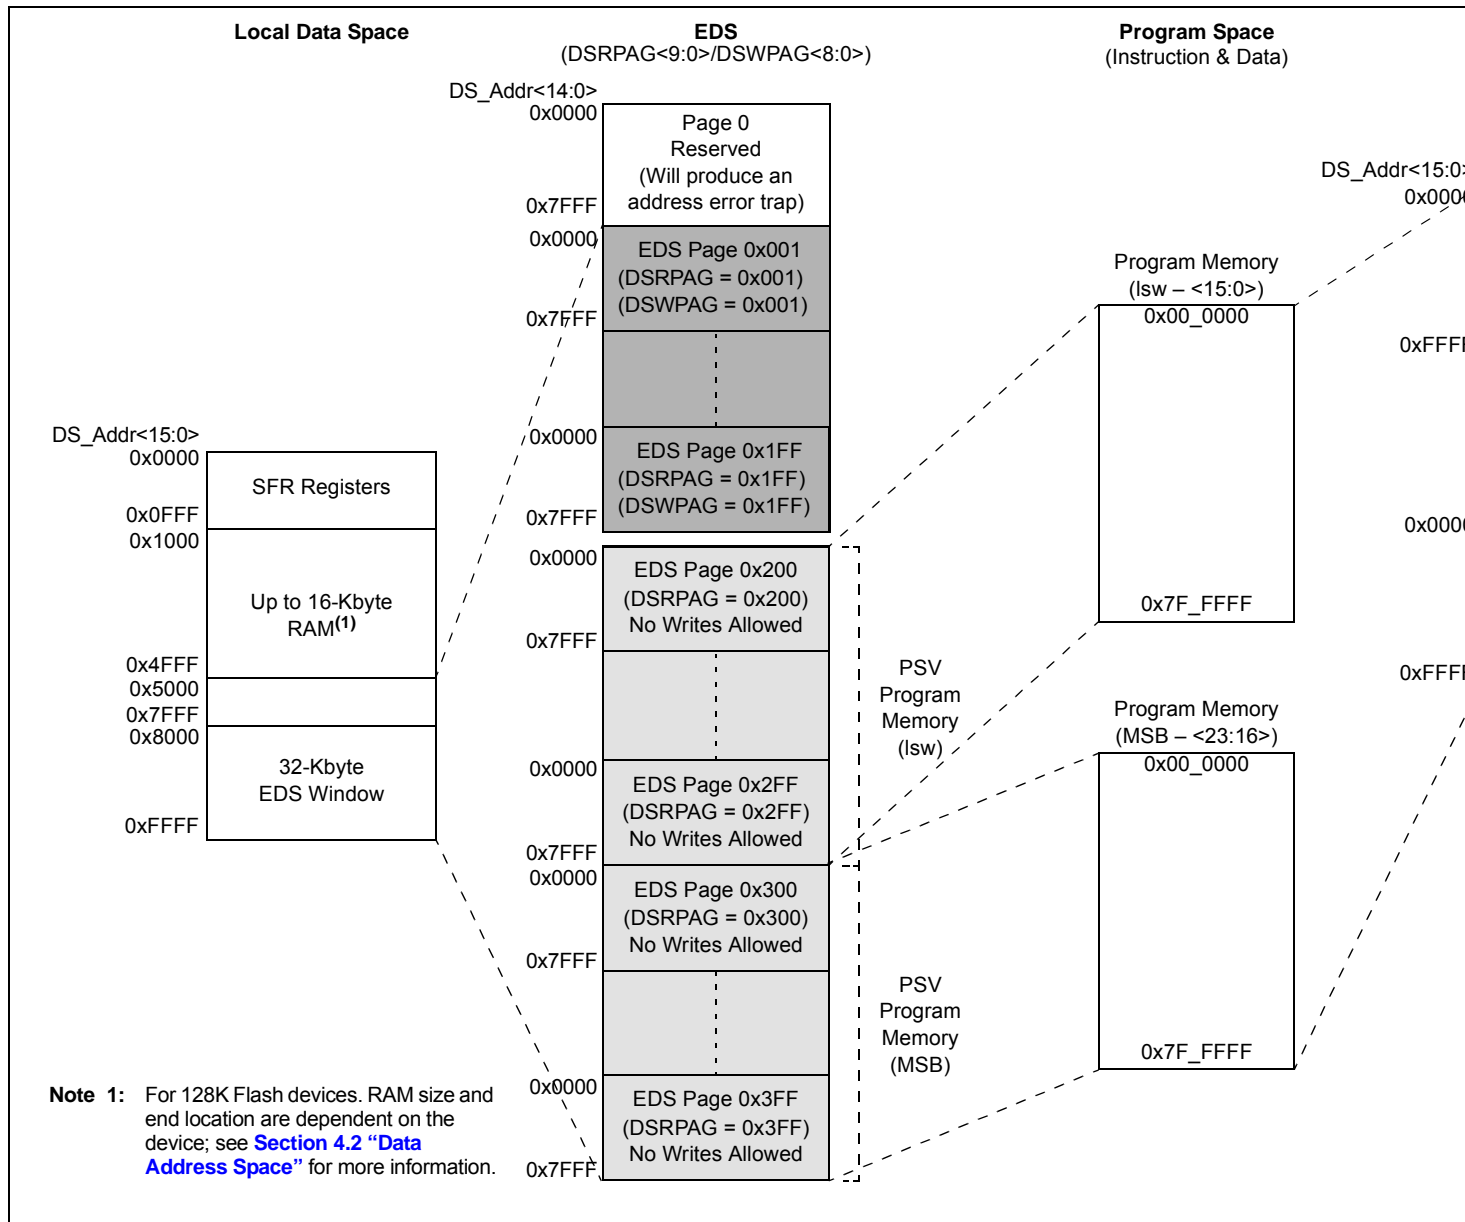 Local Data Space
EDS
(DSRPAG<9:0>/DSWPAG<8:0>)
Program Space
(Instruction & Data)
DS_Addr<14:0>
0x0000
Page 0
Reserved
(Will produce an
address error trap)
0x7FFF
0x0000
EDS Page 0x001
(DSRPAG = 0x001)
(DSWPAG = 0x001)
0x7FFF
0x0000
EDS Page 0x1FF
(DSRPAG = 0x1FF)
(DSWPAG = 0x1FF)
0x7FFF
0x0000
EDS Page 0x200
(DSRPAG = 0x200)
No Writes Allowed
0x7FFF
0x0000
EDS Page 0x2FF
(DSRPAG = 0x2FF)
No Writes Allowed
0x7FFF
0x0000
EDS Page 0x300
(DSRPAG = 0x300)
No Writes Allowed
0x7FFF
0x0000
EDS Page 0x3FF
(DSRPAG = 0x3FF)
No Writes Allowed
0x7FFF
DS_Addr<15:0>
0x0000
SFR Registers
0x0FFF
0x1000
Up to 16-Kbyte
RAM(1)
0x4FFF
0x5000
0x7FFF
0x8000
32-Kbyte
EDS Window
0xFFFF
PSV
Program
Memory
(lsw)
PSV
Program
Memory
(MSB)
Program Memory
(lsw – <15:0>)
0x00_0000
0x7F_FFFF
Program Memory
(MSB – <23:16>)
0x00_0000
0x7F_FFFF
DS_Addr<15:0>
0x0000
0xFFFF
0x0000
0xFFFF
Note 1: For 128K Flash devices. RAM size and
end location are dependent on the
device; see Section 4.2 “Data
Address Space” for more information.